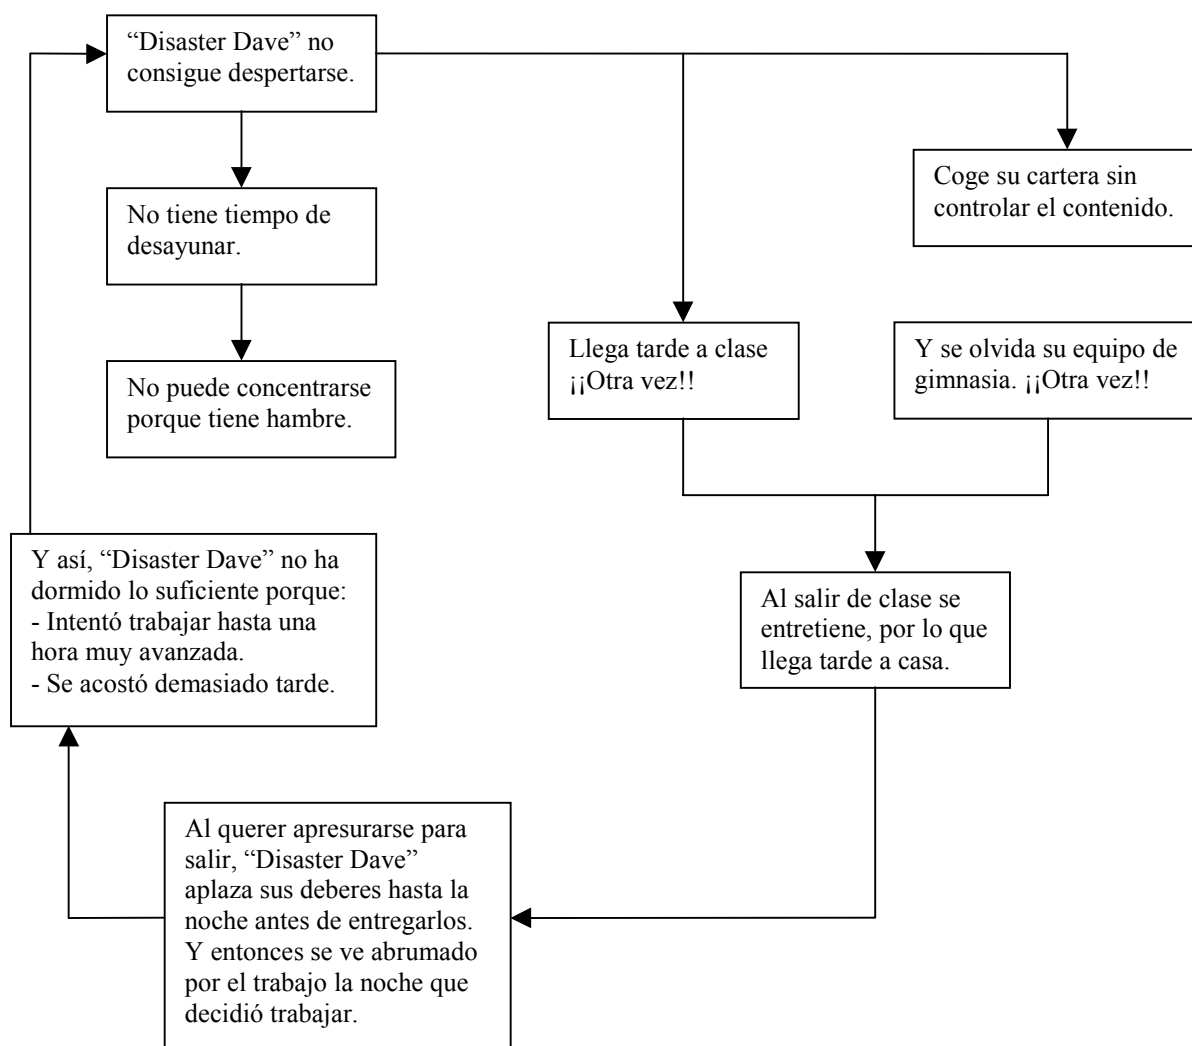 “Disaster Dave” no
consigue despertarse.
Coge su cartera sin
controlar el contenido.
No tiene tiempo de
desayunar.
Llega tarde a clase
¡¡Otra vez!!
Y se olvida su equipo de
gimnasia. ¡¡Otra vez!!
No puede concentrarse
porque tiene hambre.
Y así, “Disaster Dave” no ha
dormido lo suficiente porque:
- Intentó trabajar hasta una
hora muy avanzada.
- Se acostó demasiado tarde.
Al salir de clase se
entretiene, por lo que
llega tarde a casa.
Al querer apresurarse para
salir, “Disaster Dave”
aplaza sus deberes hasta la
noche antes de entregarlos.
Y entonces se ve abrumado
por el trabajo la noche que
decidió trabajar.